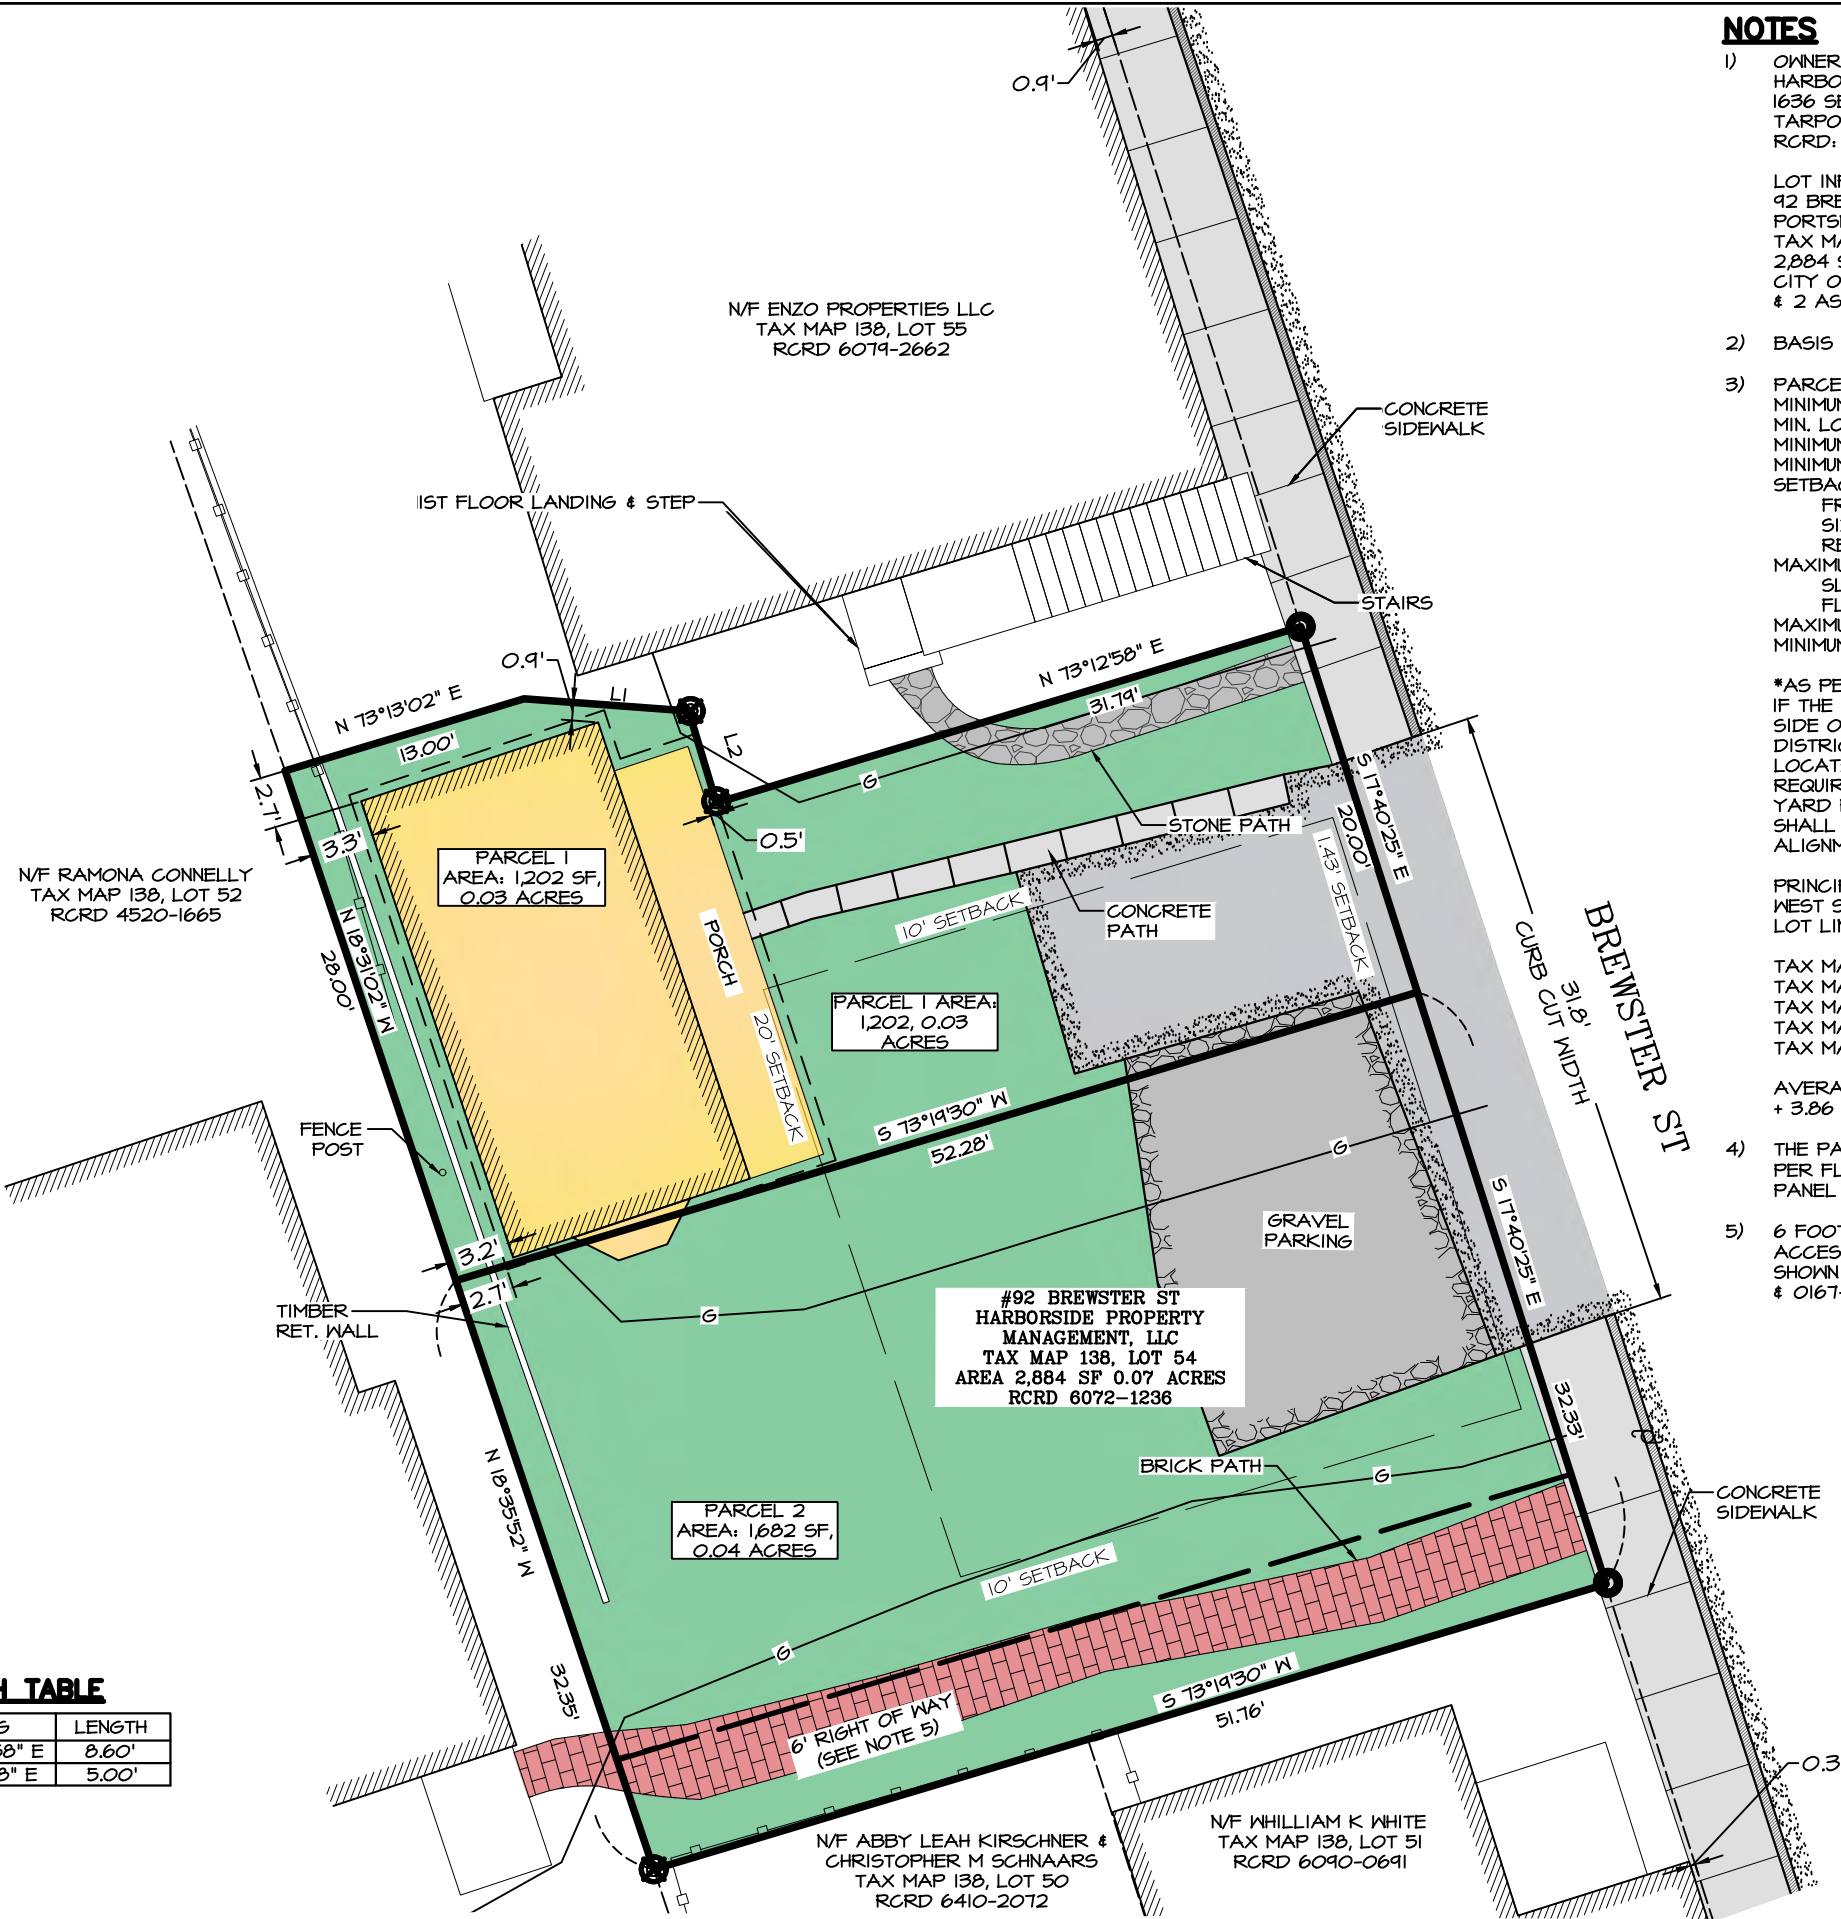 0.9'
N/F ENZO PROPERTIES LLC
TAX MAP 138, LOT 55
RCRD 6079-2662
CONCRETE
SIDEWALK
1ST FLOOR LANDING & STEP
STAIRS
0.9'
L1
L2
N 73°13'02" E
13.00'
N 73°12'58" E
31.79'
G
2.7'
3.3'
0.5'
STONE PATH
S 17°40'25" E
20.00'
1.43' SETBACK
N/F RAMONA CONNELLY
TAX MAP 138, LOT 52
RCRD 4520-1665
PARCEL 1
AREA: 1,202 SF,
0.03 ACRES
PORCH
10' SETBACK
CONCRETE
PATH
N 18°31'02" W
28.00'
PARCEL 1 AREA:
1,202, 0.03
ACRES
20' SETBACK
31.8'
CURB CUT WIDTH
BREWSTER ST
FENCE
POST
S 73°19'30" W
52.28'
G
GRAVEL
PARKING
S 17°40'25" E
32.33'
3.2'
2.7'
TIMBER
RET. WALL
G
#92 BREWSTER ST
HARBORSIDE PROPERTY
MANAGEMENT, LLC
TAX MAP 138, LOT 54
AREA 2,884 SF 0.07 ACRES
RCRD 6072-1236
BRICK PATH
G
CONCRETE
SIDEWALK
N 18°35'52" W
32.35'
PARCEL 2
AREA: 1,682 SF,
0.04 ACRES
10' SETBACK
G
6' RIGHT OF WAY
(SEE NOTE 5)
S 73°19'30" W
51.76'
0.3
N/F ABBY LEAH KIRSCHNER &
CHRISTOPHER M SCHNAARS
TAX MAP 138, LOT 50
RCRD 6410-2072
N/F WHILLIAM K WHITE
TAX MAP 138, LOT 51
RCRD 6090-0691
H TABLE
LENGTH
8" E 8.60'
8" E 5.00'
NOTES
1) OWNER
HARBO
1636 SE
TARPO
RCRD:
LOT INF
92 BRE
PORTS
TAX MA
2,884 S
CITY O
& 2 AS
2) BASIS
3) PARCE
MINIMUM
MIN. LO
MINIMUM
MINIMUM
SETBAC
FR
SI
RE
MAXIMU
SL
FL
MAXIMU
MINIMUM
*AS PE
IF THE
SIDE O
DISTRIC
LOCAT
REQUIR
YARD
SHALL
ALIGNM
PRINCI
WEST S
LOT LIN
TAX MA
TAX MA
TAX MA
TAX MA
TAX MA
AVERA
+ 3.86
4) THE PA
PER FL
PANEL
5) 6 FOOT
ACCES
SHOWN
& 0167-